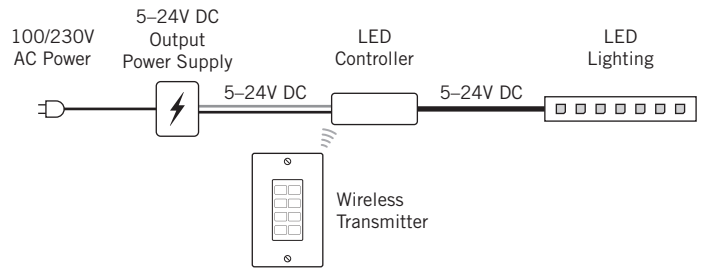 100/230V
AC Power
5–24V DC
Output
Power Supply
LED
Controller
LED
Lighting
5–24V DC
5–24V DC
Wireless
Transmitter